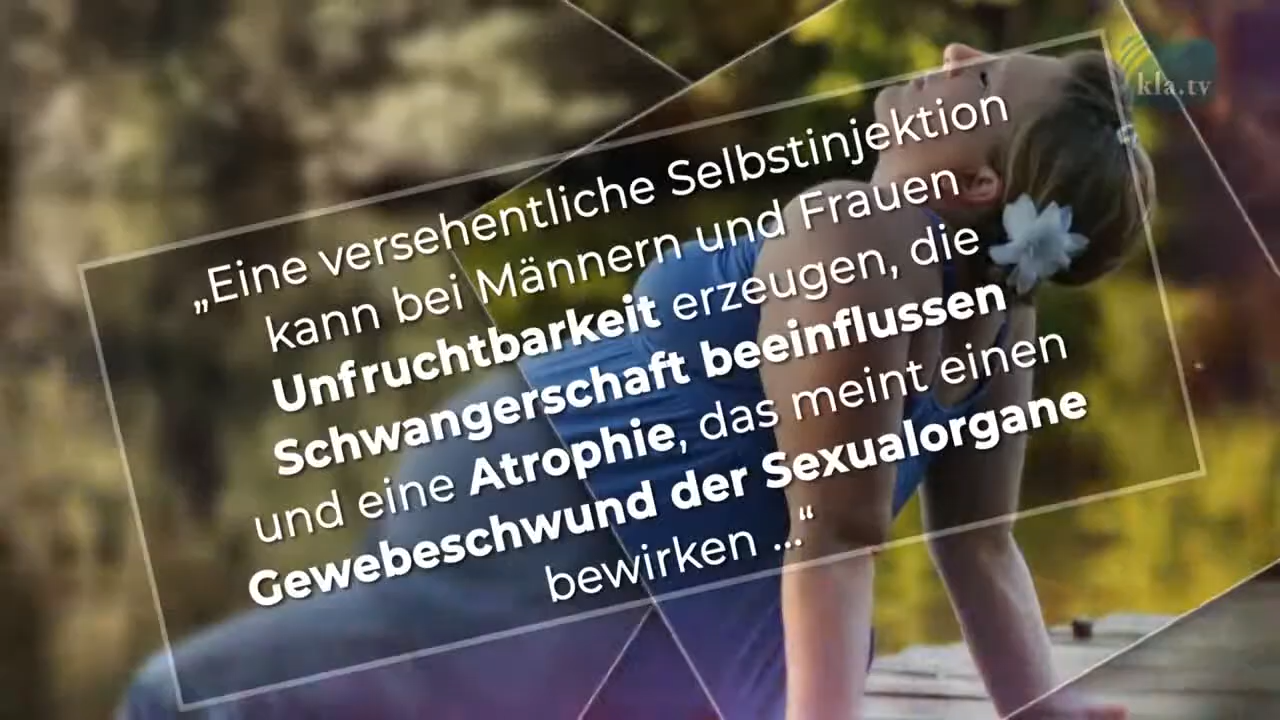 kla.tv
„Eine versehentliche Selbstinjektion
kann bei Männern und Frauen
Unfruchtbarkeit erzeugen, die
Schwangerschaft beeinflussen
und eine Atrophie, das meint einen
Gewebeschwund der Sexualorgane
bewirken ...“